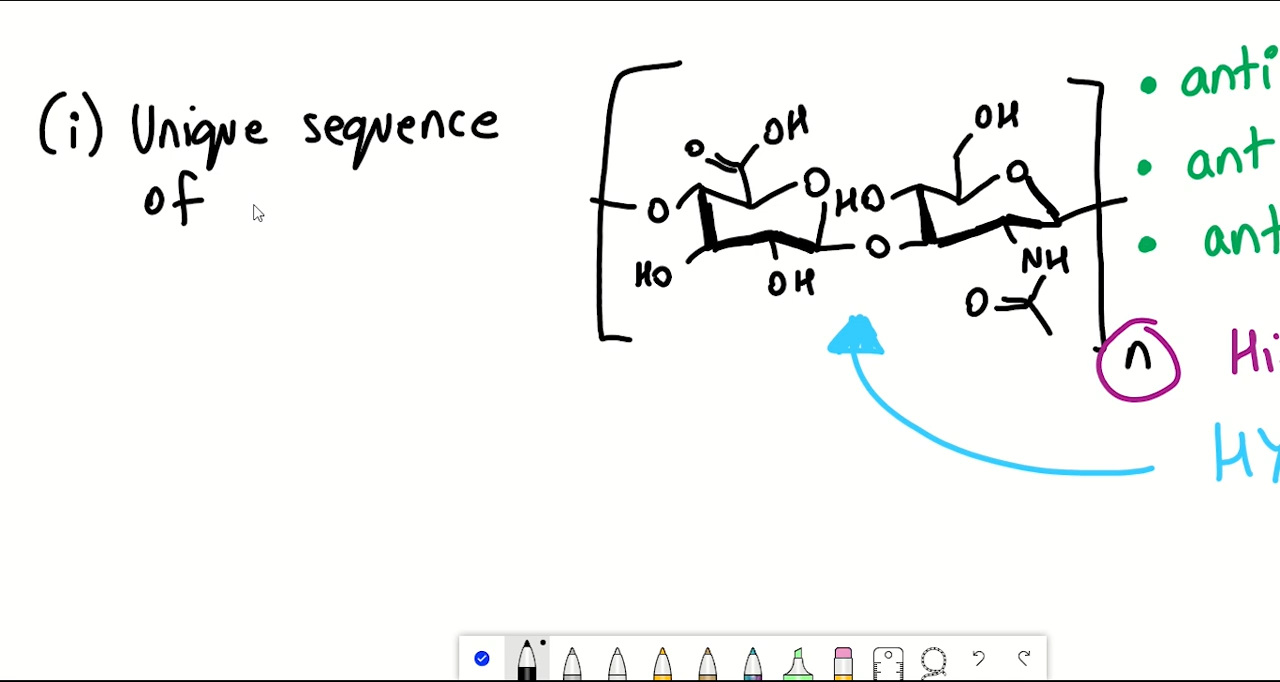 (i) Unique sequence
of
OH
O
O
O
HO
OH
O
HO
OH
O
NH
O
n
• anti
• ant
• ant
Hi
HY